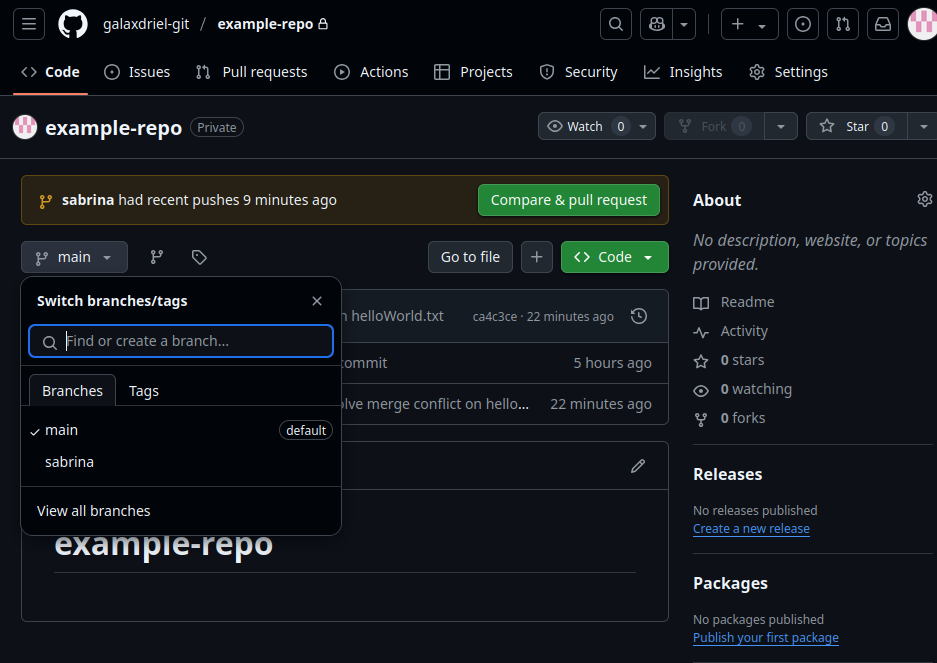 galaxdriel-git / example-repo
Code Issues Pull requests Actions Projects Security Insights Settings
example-repo Private Watch 0 Fork 0 Star 0
sabrina had recent pushes 9 minutes ago Compare & pull request
main Go to file + Code
Switch branches/tags
Find or create a branch...
Branches Tags
main default
sabrina
View all branches
helloWorld.txt ca4c3ce · 22 minutes ago
commit 5 hours ago
merge conflict on hello... 22 minutes ago
example-repo
About
No description, website, or topics
provided.
Readme
Activity
0 stars
0 watching
0 forks
Releases
No releases published
Create a new release
Packages
No packages published
Publish your first package